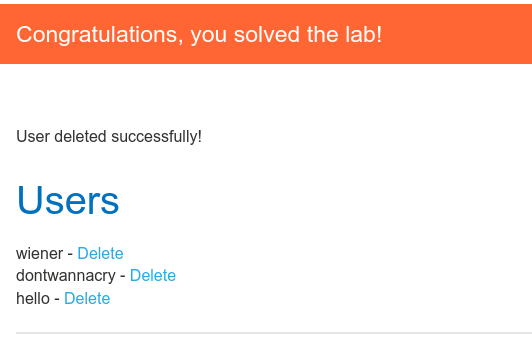 Congratulations, you solved the lab!
User deleted successfully!
Users
wiener - Delete
dontwannacry - Delete
hello - Delete